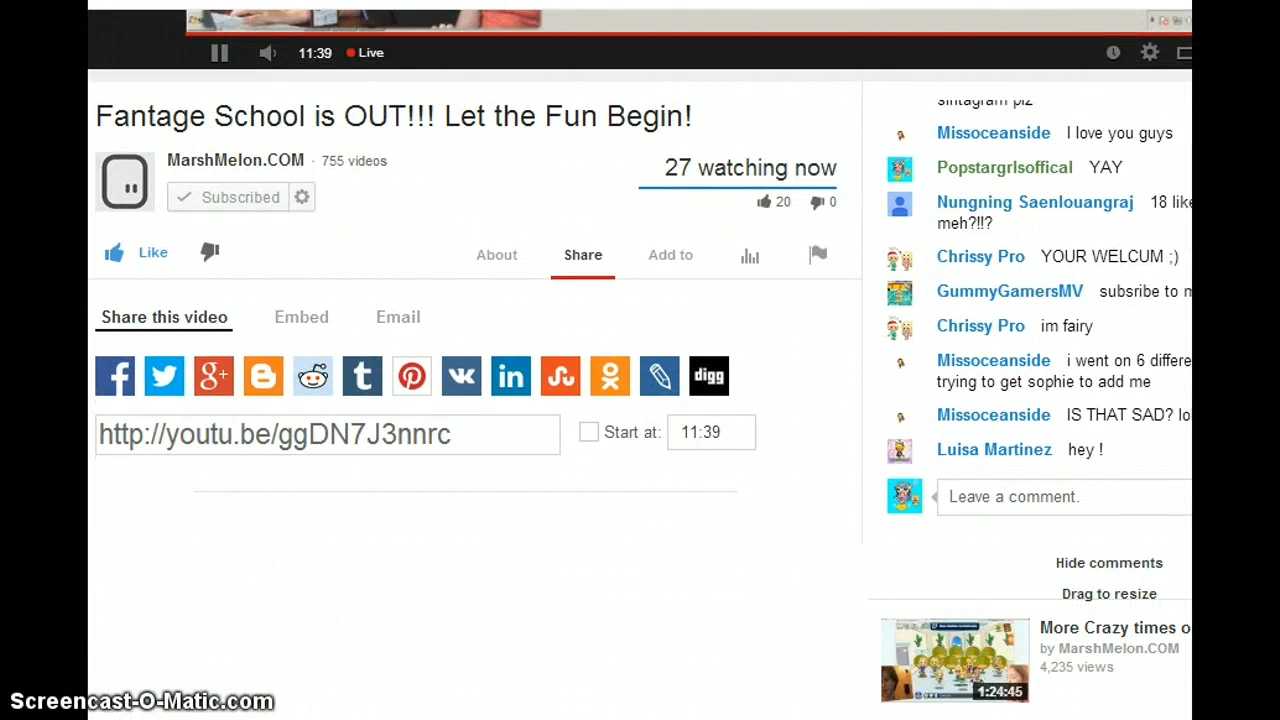 11:39 Live
Fantage School is OUT!!! Let the Fun Begin!
MarshMelon.COM · 755 videos
Subscribed
27 watching now
20 0
Like
About Share Add to
Share this video Embed Email
f g+ t vk in digg
http://youtu.be/ggDN7J3nnrc
Start at: 11:39
Missoceanside I love you guys
Popstargrlsoffical YAY
Nungning Saenlouangraj 18 like
meh?!!?
Chrissy Pro YOUR WELCUM ;)
GummyGamersMV subsribe to m
Chrissy Pro im fairy
Missoceanside i went on 6 differe
trying to get sophie to add me
Missoceanside IS THAT SAD? lo
Luisa Martinez hey !
Leave a comment.
Hide comments
Drag to resize
More Crazy times o
by MarshMelon.COM
4,235 views
1:24:45
Screencast-O-Matic.com